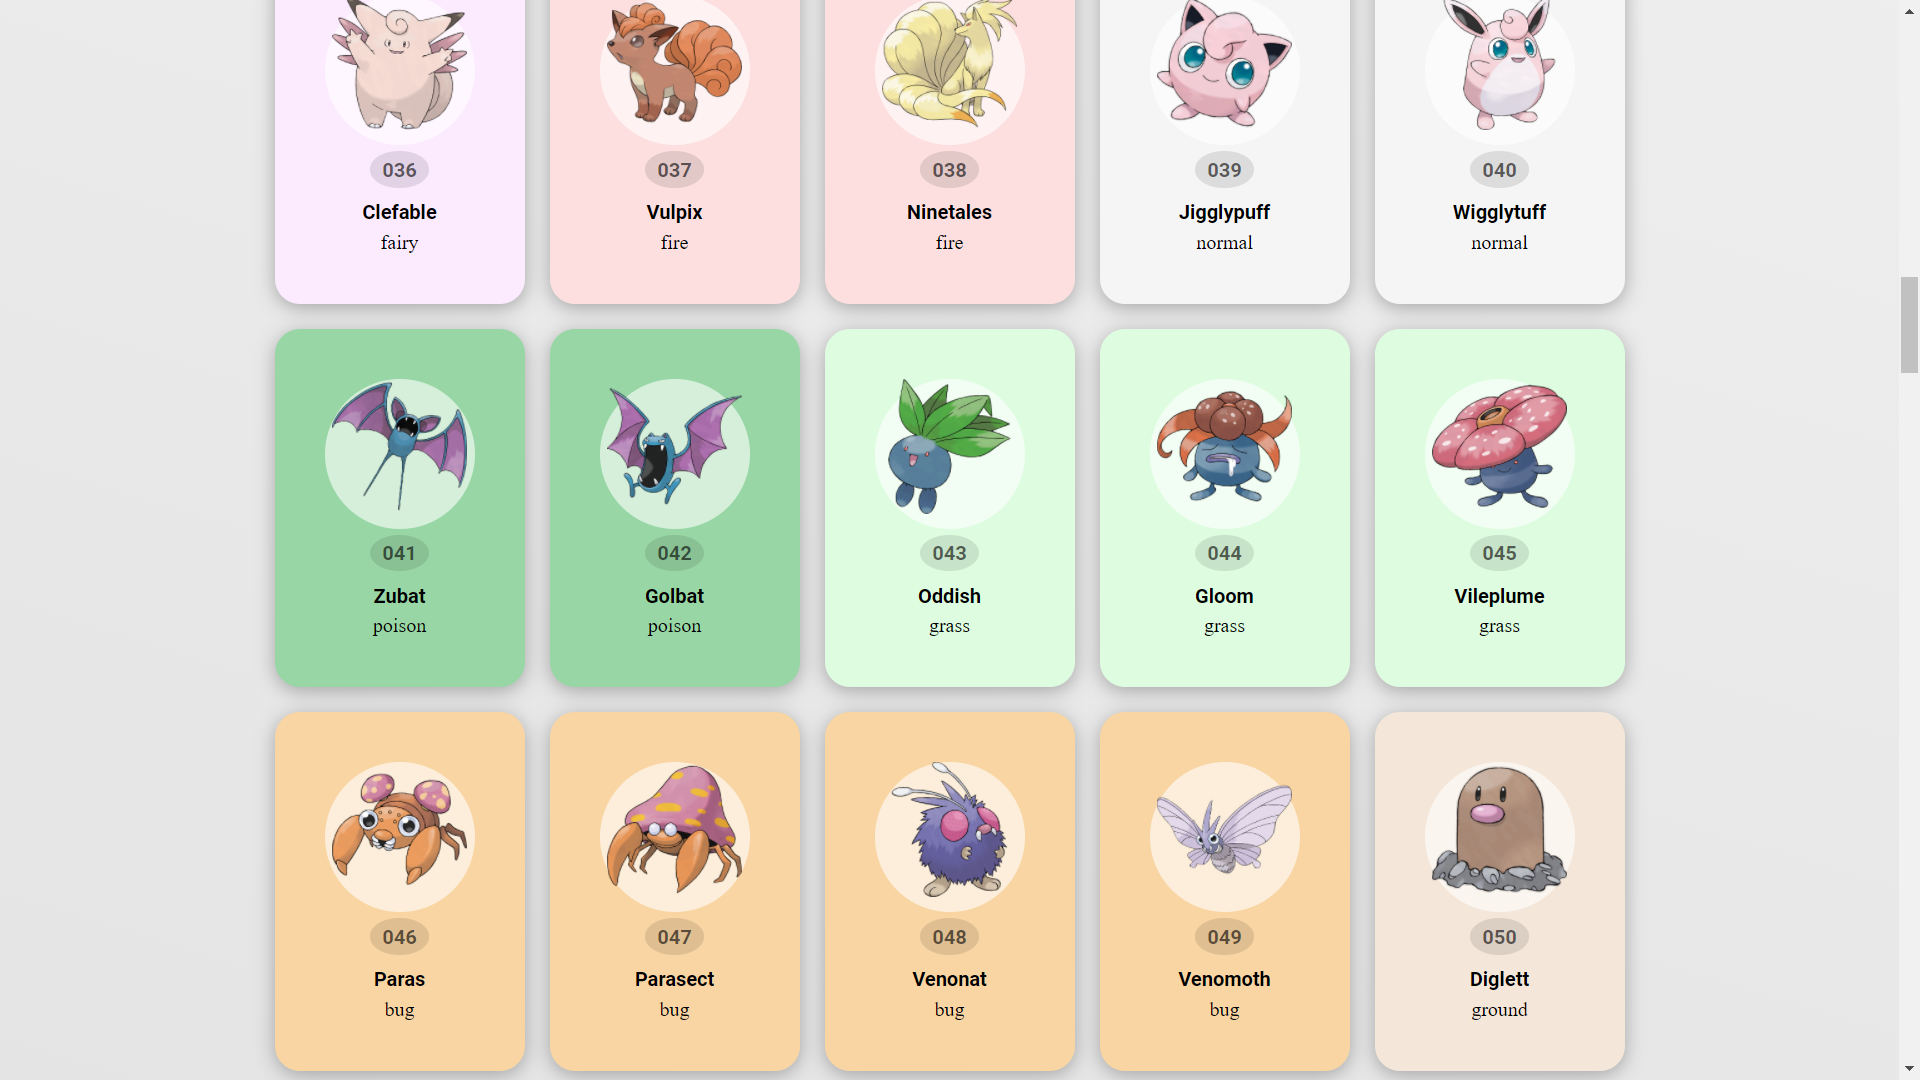 036
Clefable
fairy
037
Vulpix
fire
038
Ninetales
fire
039
Jigglypuff
normal
040
Wigglytuff
normal
041
Zubat
poison
042
Golbat
poison
043
Oddish
grass
044
Gloom
grass
045
Vileplume
grass
046
Paras
bug
047
Parasect
bug
048
Venonat
bug
049
Venomoth
bug
050
Diglett
ground